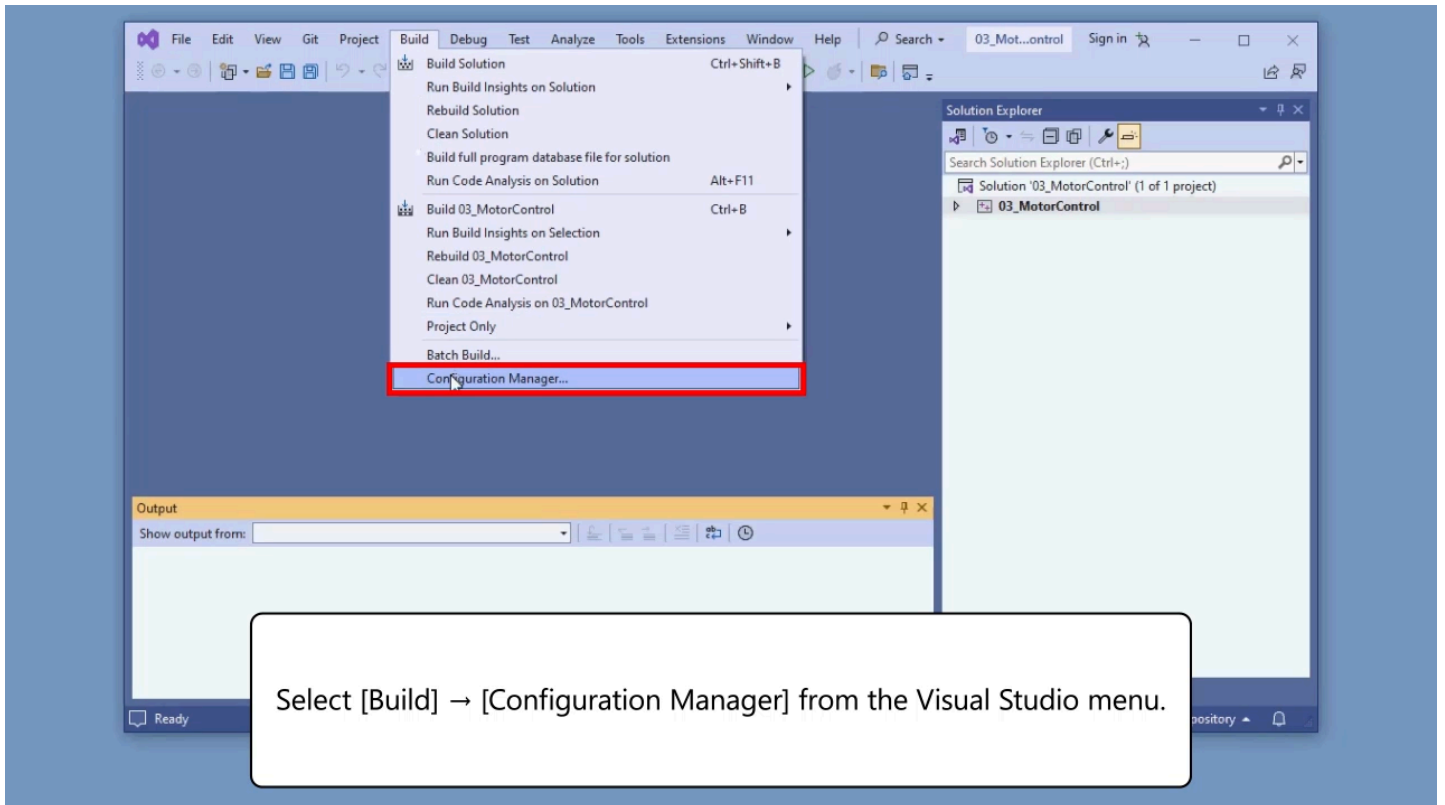 File Edit View Git Project Build Debug Test Analyze Tools Extensions Window Help Search 03_Mot...ontrol Sign in
Build Solution Ctrl+Shift+B
Run Build Insights on Solution
Rebuild Solution
Clean Solution
Build full program database file for solution
Run Code Analysis on Solution Alt+F11
Build 03_MotorControl Ctrl+B
Run Build Insights on Selection
Rebuild 03_MotorControl
Clean 03_MotorControl
Run Code Analysis on 03_MotorControl
Project Only
Batch Build...
Configuration Manager...
Solution Explorer
Search Solution Explorer (Ctrl+;)
Solution '03_MotorControl' (1 of 1 project)
03_MotorControl
Output
Show output from:
Select [Build] → [Configuration Manager] from the Visual Studio menu.
Ready